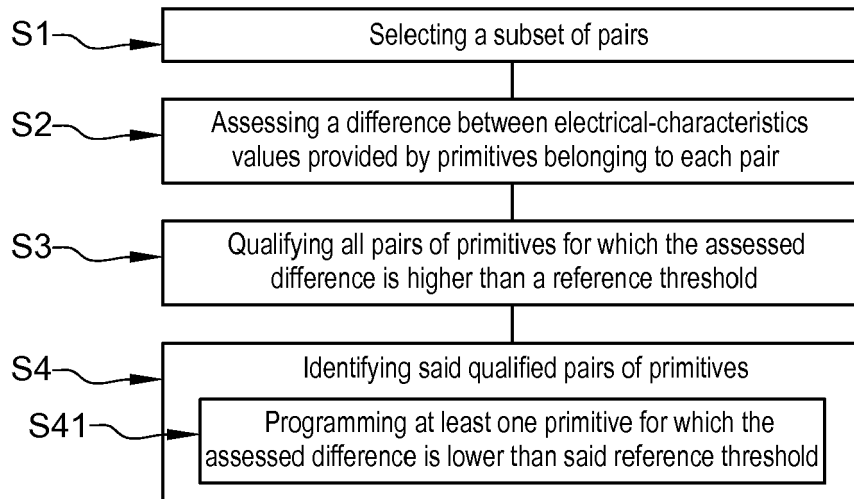 S1
Selecting a subset of pairs
S2
Assessing a difference between electrical-characteristics
values provided by primitives belonging to each pair
S3
Qualifying all pairs of primitives for which the assessed
difference is higher than a reference threshold
S4
Identifying said qualified pairs of primitives
S41
Programming at least one primitive for which the
assessed difference is lower than said reference threshold